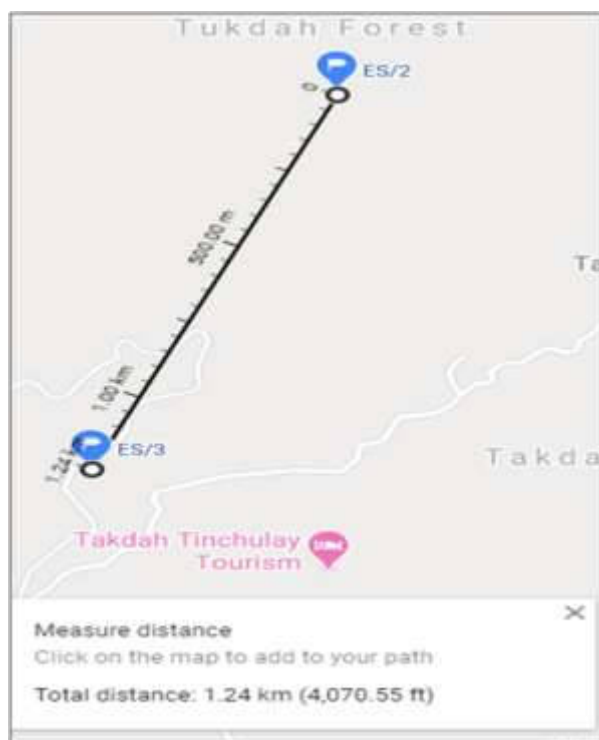 Tukdah Forest
ES/2
0
500.00 m
Ta
1.00 km
1.24 k
ES/3
Takda
Takdah Tinchulay
Tourism
Measure distance
Click on the map to add to your path
Total distance: 1.24 km (4,070.55 ft)